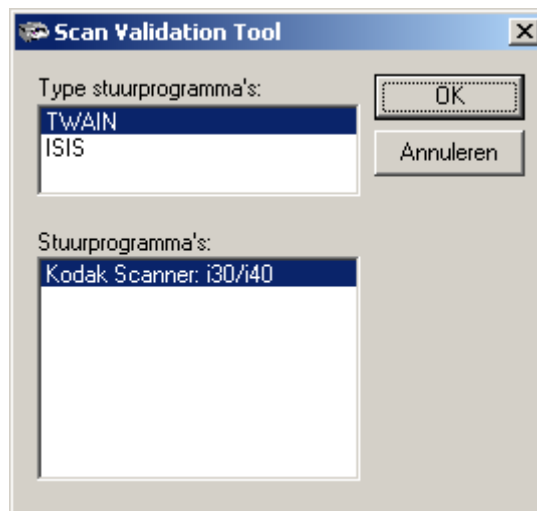 Scan Validation Tool
Type stuurprogramma's:
TWAIN
ISIS
OK
Annuleren
Stuurprogramma's:
Kodak Scanner: i30/i40